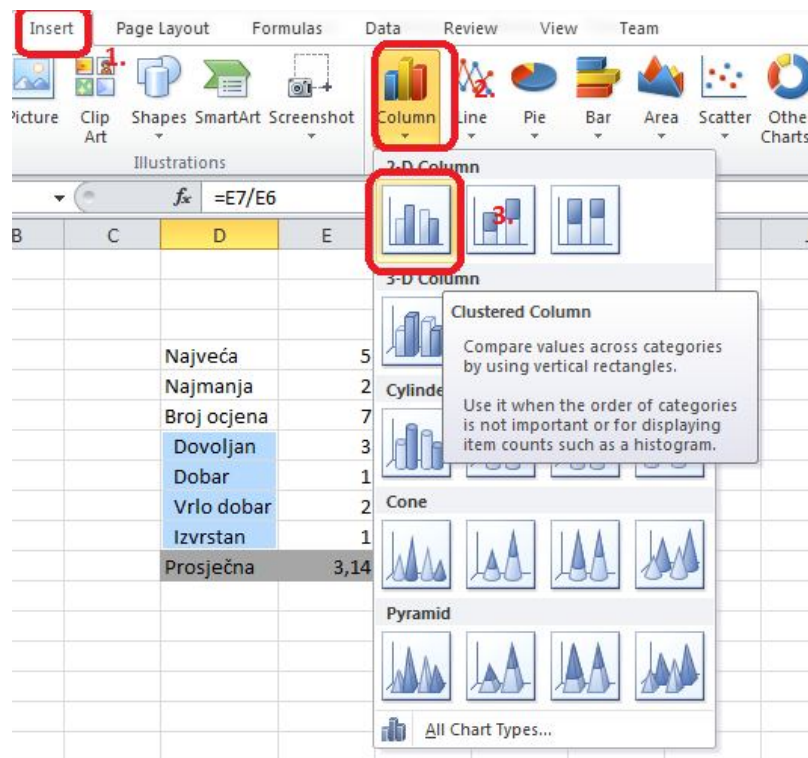 Insert Page Layout Formulas Data Review View Team
1. 2.
Picture Clip Art Shapes SmartArt Screenshot Column Line Pie Bar Area Scatter Othe Charts
Illustrations
2-D Column
fx =E7/E6
3.
B C D E
3-D Column
Clustered Column
Compare values across categories
by using vertical rectangles.
Use it when the order of categories
is not important or for displaying
item counts such as a histogram.
Najveća 5
Najmanja 2
Cylinde
Broj ocjena 7
Dovoljan 3
Dobar 1
Vrlo dobar 2
Cone
Izvrstan 1
Prosječna 3,14
Pyramid
All Chart Types...